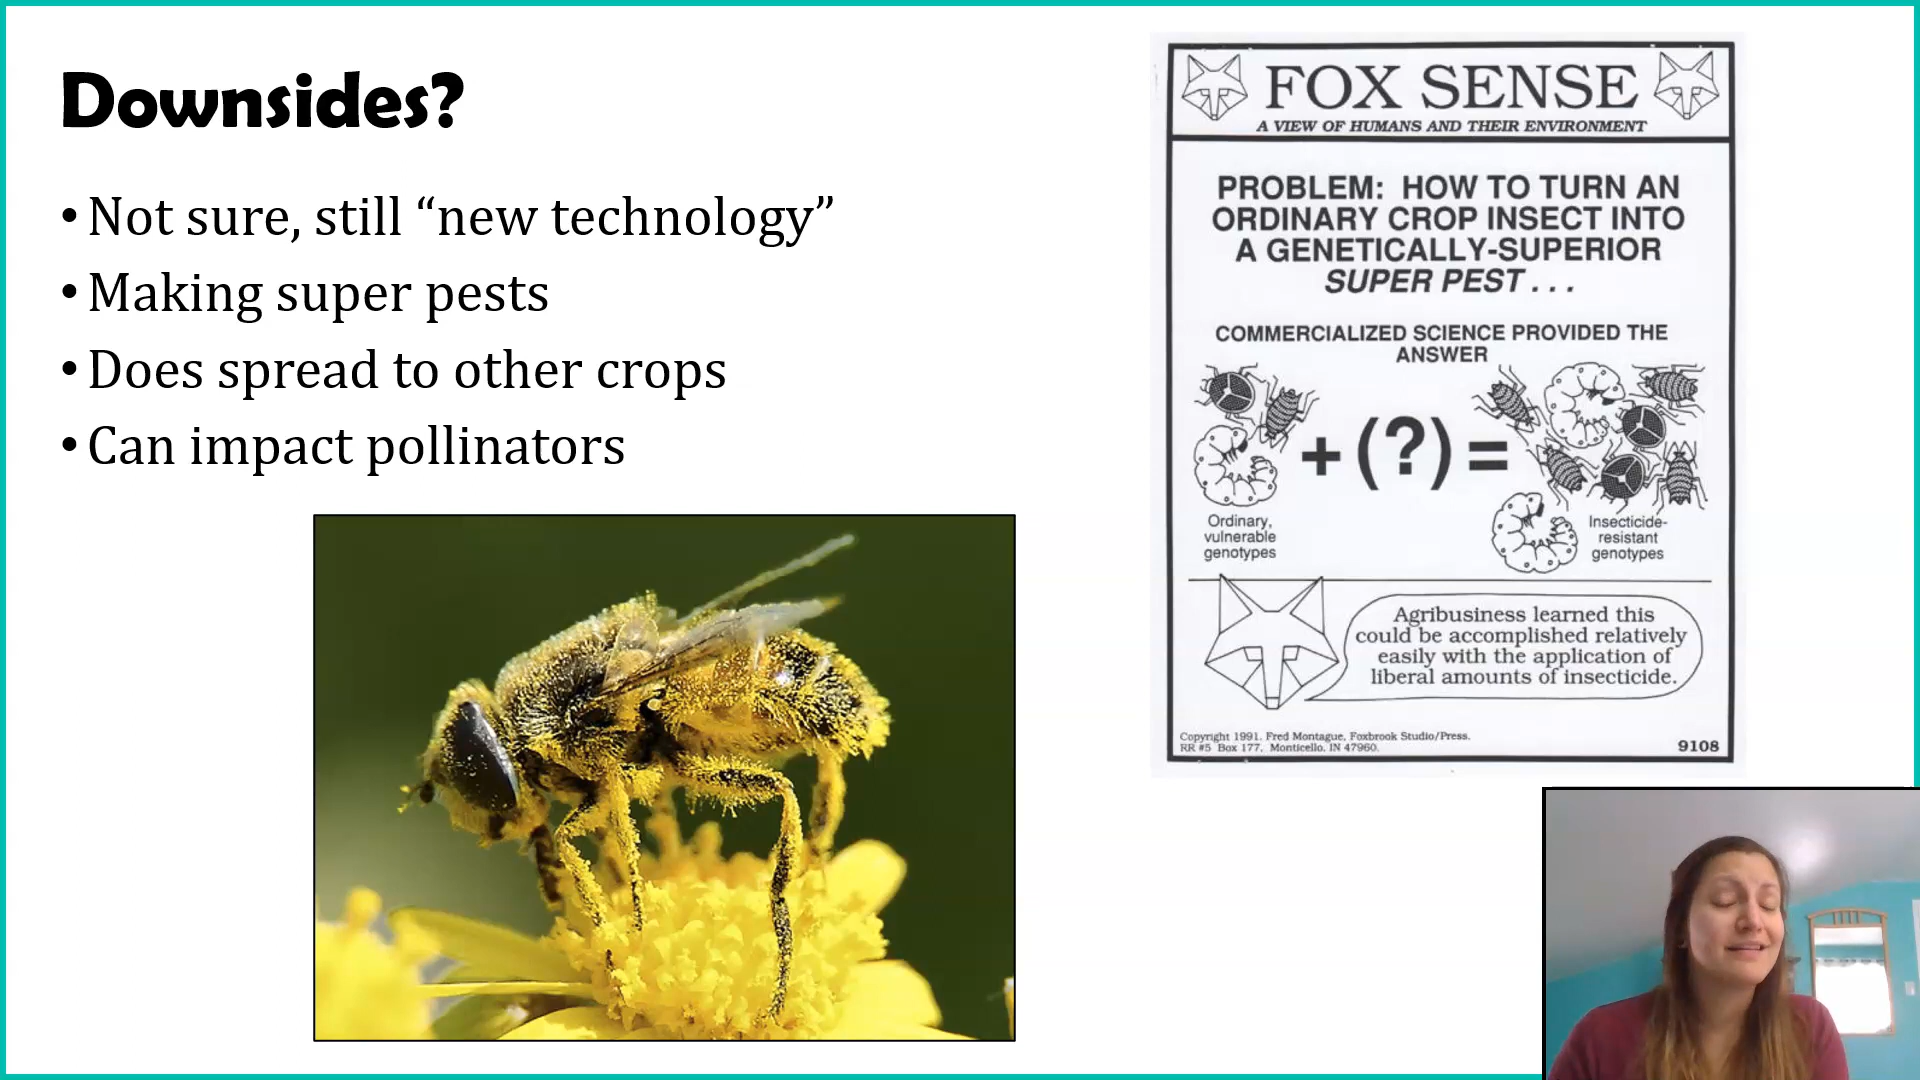 Downsides?
• Not sure, still “new technology”
• Making super pests
• Does spread to other crops
• Can impact pollinators
FOX SENSE
A VIEW OF HUMANS AND THEIR ENVIRONMENT
PROBLEM: HOW TO TURN AN
ORDINARY CROP INSECT INTO
A GENETICALLY-SUPERIOR
SUPER PEST . . .
COMMERCIALIZED SCIENCE PROVIDED THE
ANSWER
+ (?) =
Ordinary,
vulnerable
genotypes
Insecticide-
resistant
genotypes
Agribusiness learned this
could be accomplished relatively
easily with the application of
liberal amounts of insecticide.
Copyright 1991. Fred Montague, Foxbrook Studio/Press.
RR #5 Box 177, Monticello, IN 47960.
9108